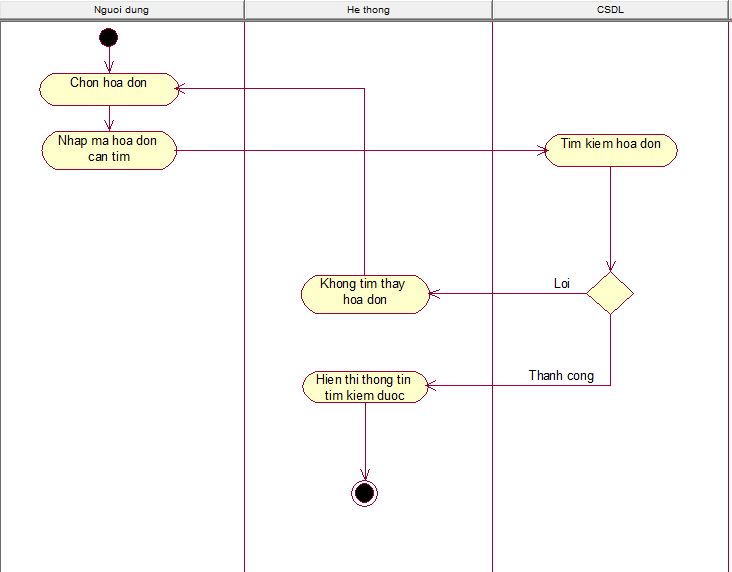 Nguoi dung
He thong
CSDL
Chon hoa don
Nhap ma hoa don
can tim
Tim kiem hoa don
Khong tim thay
hoa don
Loi
Hien thi thong tin
tim kiem duoc
Thanh cong